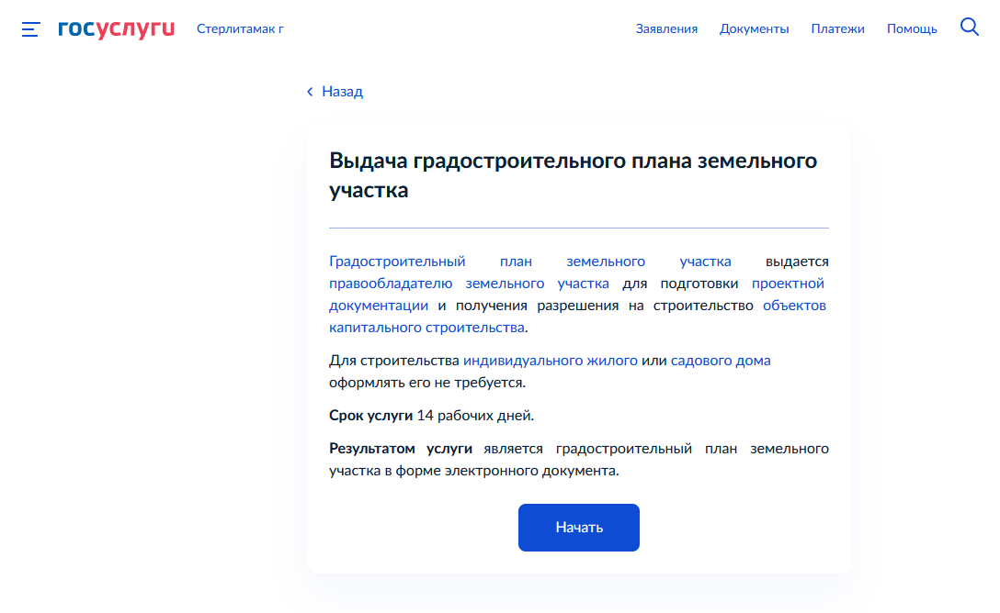 госуслуги Стерлитамак г Заявления Документы Платежи Помощь
Назад
Выдача градостроительного плана земельного
участка
Градостроительный план земельного участка выдается
правообладателю земельного участка для подготовки проектной
документации и получения разрешения на строительство объектов
капитального строительства.
Для строительства индивидуального жилого или садового дома
оформлять его не требуется.
Срок услуги 14 рабочих дней.
Результатом услуги является градостроительный план земельного
участка в форме электронного документа.
Начать